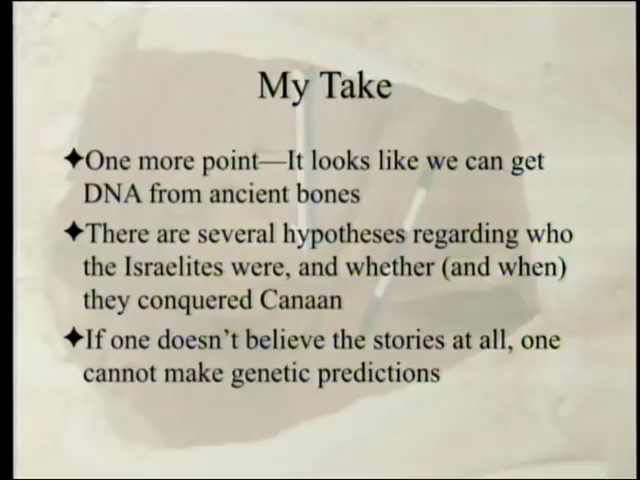 My Take
✦One more point—It looks like we can get
DNA from ancient bones
✦There are several hypotheses regarding who
the Israelites were, and whether (and when)
they conquered Canaan
✦If one doesn't believe the stories at all, one
cannot make genetic predictions